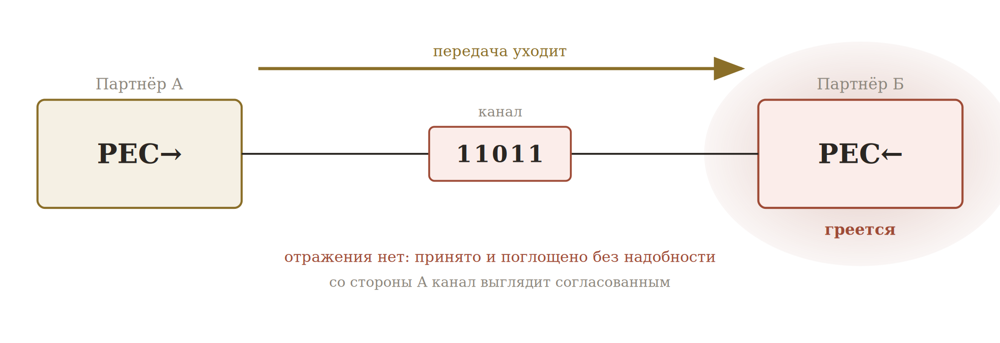 передача уходит
Партнёр А
Партнёр Б
канал
РЕС→
11011
РЕС←
греется
отражения нет: принято и поглощено без надобности
со стороны А канал выглядит согласованным